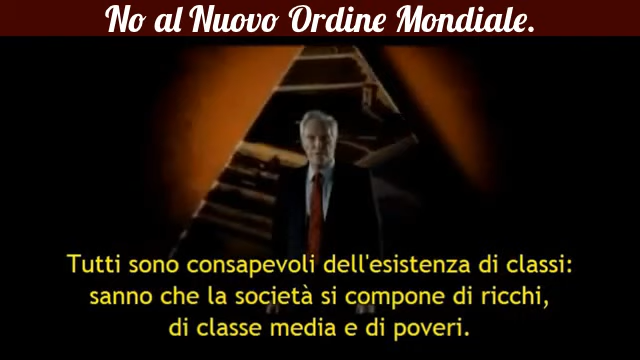 No al Nuovo Ordine Mondiale.
Tutti sono consapevoli dell'esistenza di classi:
sanno che la società si compone di ricchi,
di classe media e di poveri.